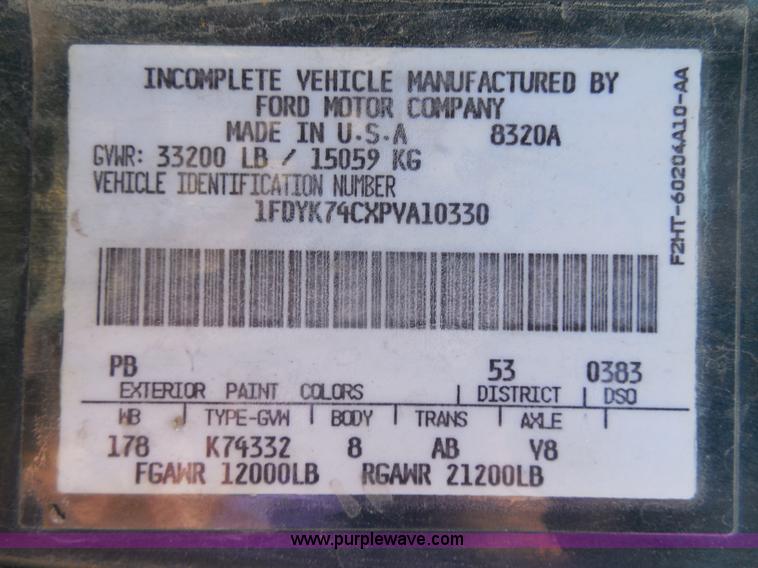 INCOMPLETE VEHICLE MANUFACTURED BY
FORD MOTOR COMPANY
MADE IN U.S.A 8320A
GVWR: 33200 LB / 15059 KG
VEHICLE IDENTIFICATION NUMBER
1FDYK74CXPVA10330
F2HT-60204A10-AA
PB 53 0383
EXTERIOR PAINT COLORS DISTRICT DSO
WB TYPE-GVW BODY TRANS AXLE
178 K74332 8 AB Y8
FGAWR 12000LB RGAWR 21200LB
www.purplewave.com